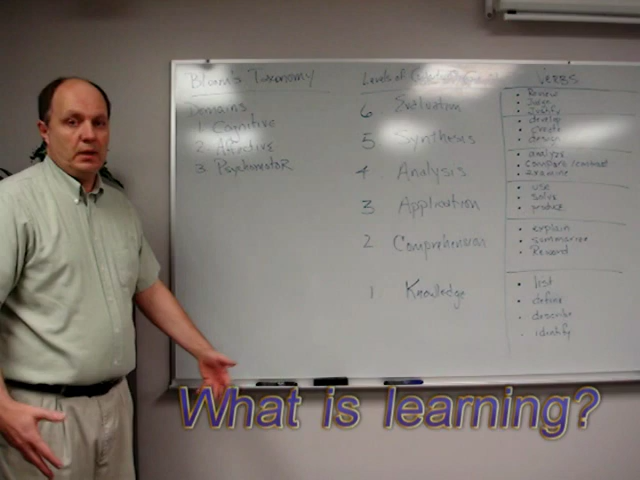 Bloom's Taxonomy
Domains
1. Cognitive
2. Affective
3. Psychomotor
Levels of
6 Evaluation
5 Synthesis
4 Analysis
3 Application
2 Comprehension
1 Knowledge
VERBS
• Review
• Justify
• develop
• create
• design
• analyze
• compare/contrast
• examine
• use
• solve
• produce
• explain
• summarize
• Reword
• list
• define
• describe
• identify
What is learning?